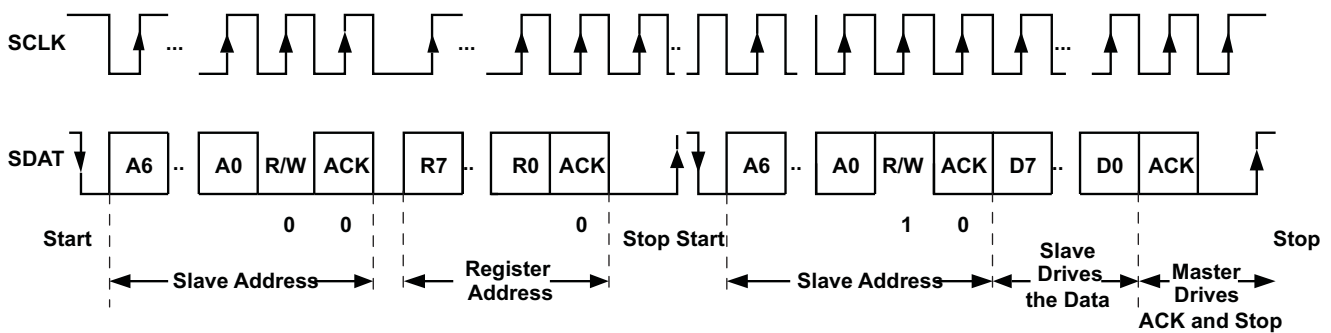 SCLK ... ... .. ...
SDAT A6 .. A0 R/W ACK R7 .. R0 ACK A6 .. A0 R/W ACK D7 .. D0 ACK
0 0 0 1 0
Start Stop Start Stop
Slave Address
Register
Address
Slave Address
Slave
Drives
the Data
Master
Drives
ACK and Stop